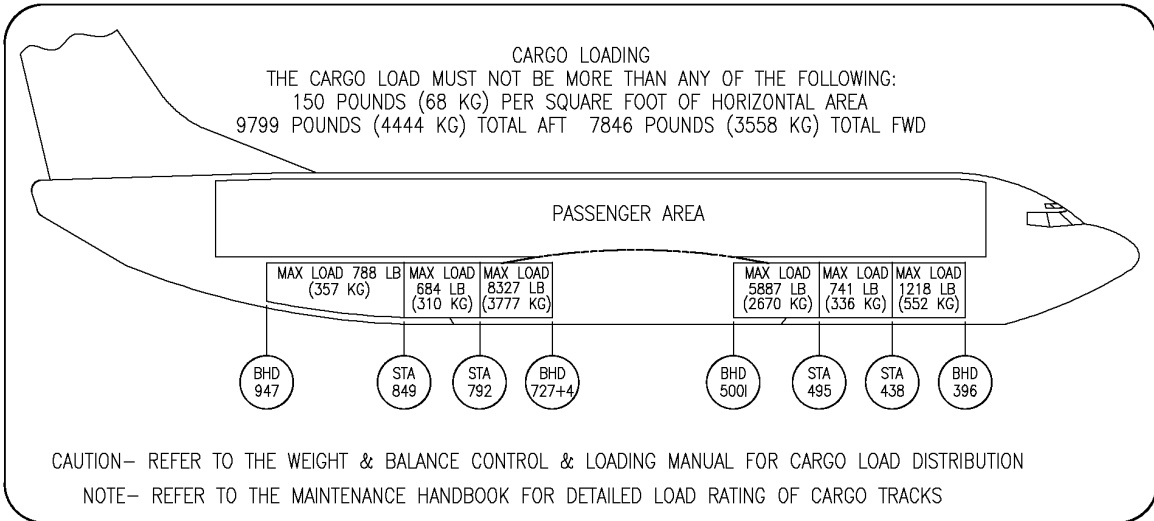 CARGO LOADING
THE CARGO LOAD MUST NOT BE MORE THAN ANY OF THE FOLLOWING:
150 POUNDS (68 KG) PER SQUARE FOOT OF HORIZONTAL AREA
9799 POUNDS (4444 KG) TOTAL AFT 7846 POUNDS (3558 KG) TOTAL FWD
PASSENGER AREA
MAX LOAD 788 LB
(357 KG)
MAX LOAD
684 LB
(310 KG)
MAX LOAD
8327 LB
(3777 KG)
MAX LOAD
5887 LB
(2670 KG)
MAX LOAD
741 LB
(336 KG)
MAX LOAD
1218 LB
(552 KG)
BHD
947
STA
849
STA
792
BHD
727+4
BHD
500I
STA
495
STA
438
BHD
396
CAUTION– REFER TO THE WEIGHT & BALANCE CONTROL & LOADING MANUAL FOR CARGO LOAD DISTRIBUTION
NOTE– REFER TO THE MAINTENANCE HANDBOOK FOR DETAILED LOAD RATING OF CARGO TRACKS